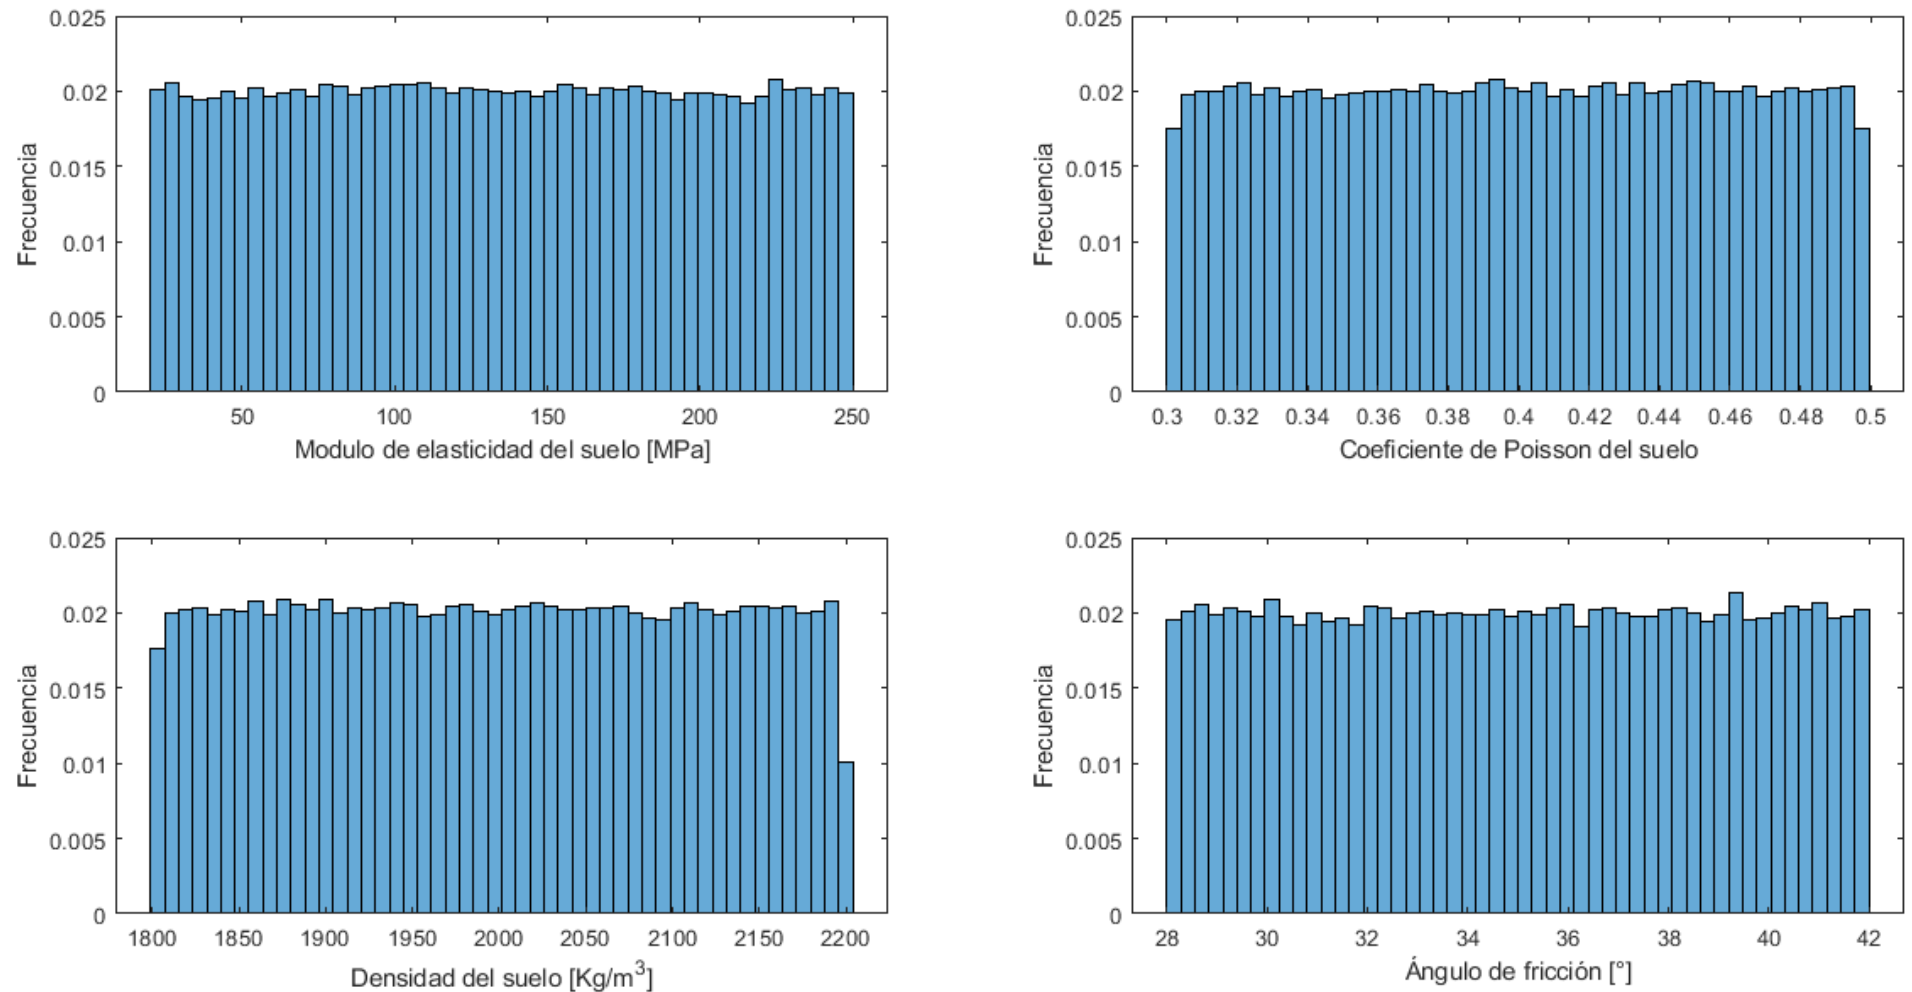 0.025
0.02
0.015
0.01
0.005
0
Frecuencia
50 100 150 200 250
Modulo de elasticidad del suelo [MPa]
0.025
0.02
0.015
0.01
0.005
0
Frecuencia
0.3 0.32 0.34 0.36 0.38 0.4 0.42 0.44 0.46 0.48 0.5
Coeficiente de Poisson del suelo
0.025
0.02
0.015
0.01
0.005
0
Frecuencia
1800 1850 1900 1950 2000 2050 2100 2150 2200
Densidad del suelo [Kg/m³]
0.025
0.02
0.015
0.01
0.005
0
Frecuencia
28 30 32 34 36 38 40 42
Ángulo de fricción [°]